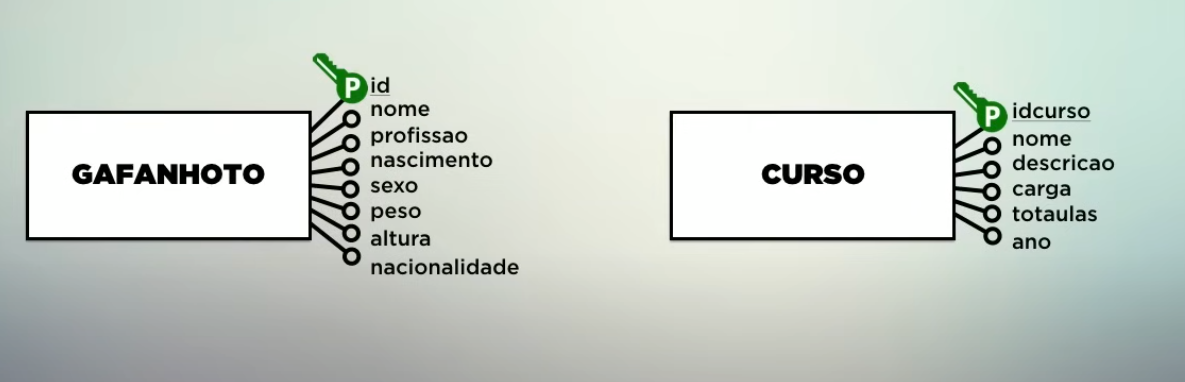 GAFANHOTO
P id
nome
profissao
nascimento
sexo
peso
altura
nacionalidade
CURSO
P idcurso
nome
descricao
carga
totaulas
ano